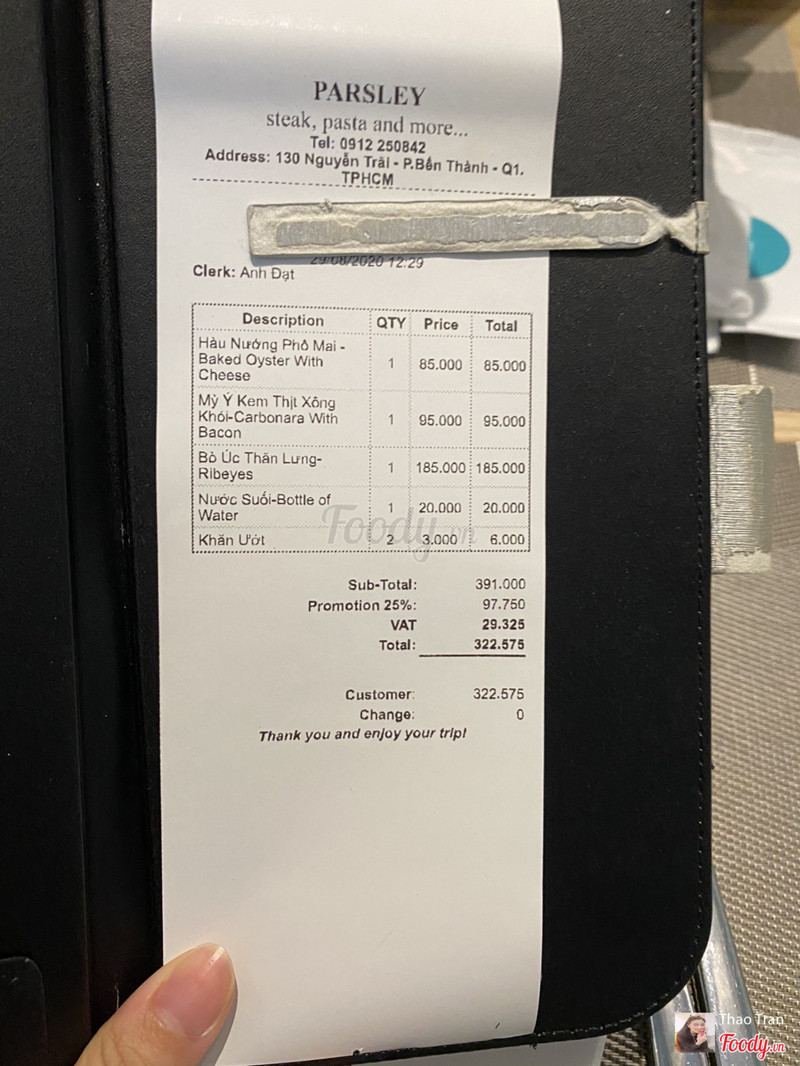 PARSLEY
steak, pasta and more...
Tel: 0912 250842
Address: 130 Nguyễn Trãi - P.Bến Thành - Q1.
TPHCM
29/08/2020 12:29
Clerk: Anh Đạt
Description QTY Price Total
Hàu Nướng Phô Mai -
Baked Oyster With
Cheese
1 85.000 85.000
Mỳ Ý Kem Thịt Xông
Khói-Carbonara With
Bacon
1 95.000 95.000
Bò Úc Thăn Lưng-
Ribeyes
1 185.000 185.000
Nước Suối-Bottle of
Water
1 20.000 20.000
Khăn Ướt 2 3.000 6.000
Foody.vn
Sub-Total: 391.000
Promotion 25%: 97.750
VAT 29.325
Total: 322.575
Customer: 322.575
Change: 0
Thank you and enjoy your trip!
Thao Tran
Foody.vn